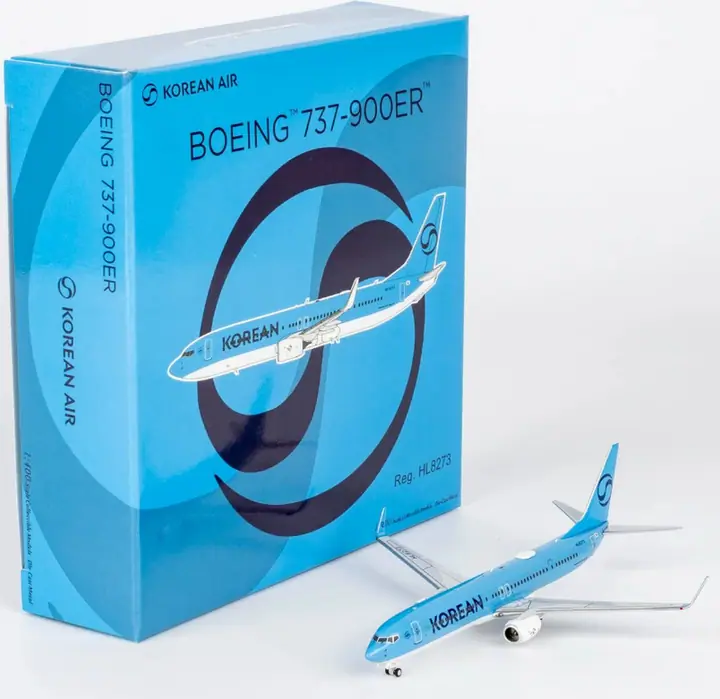 KOREAN AIR
BOEING™ 737-900ER™
KOREAN
Reg. HL8273
BOEING 737-900ER
KOREAN AIR
KOREAN